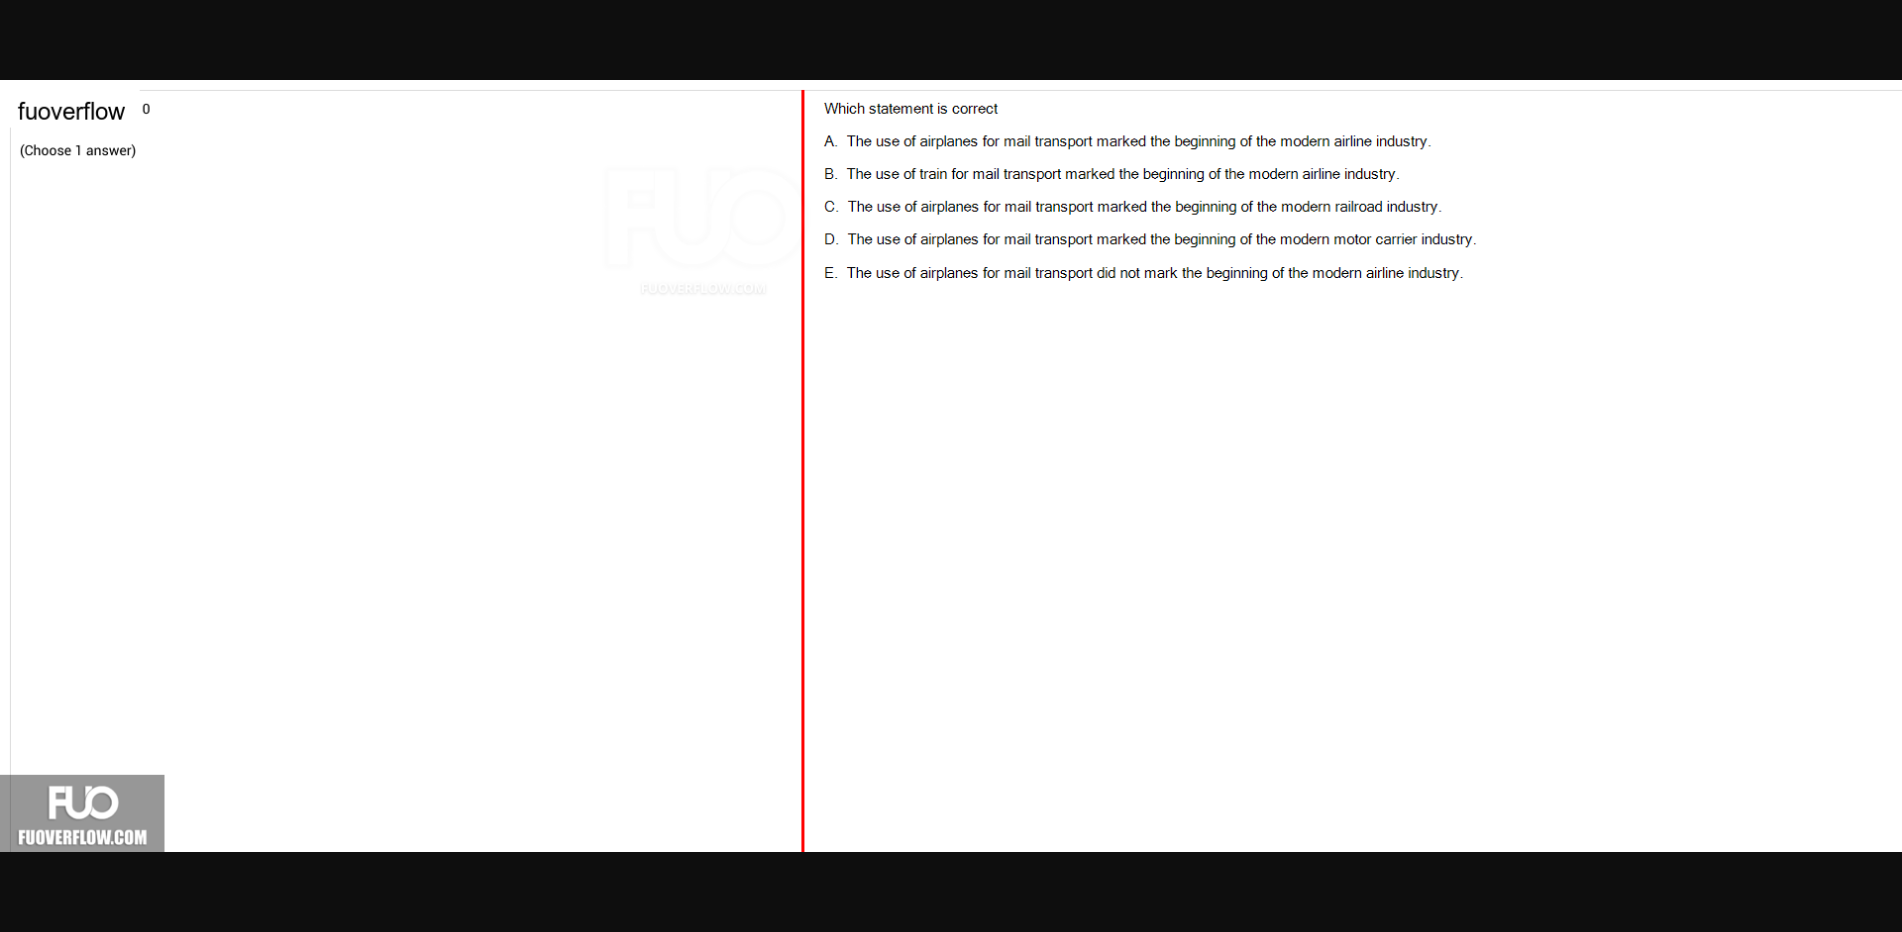 fuoverflow 0
(Choose 1 answer)
Which statement is correct
A. The use of airplanes for mail transport marked the beginning of the modern airline industry.
B. The use of train for mail transport marked the beginning of the modern airline industry.
C. The use of airplanes for mail transport marked the beginning of the modern railroad industry.
D. The use of airplanes for mail transport marked the beginning of the modern motor carrier industry.
E. The use of airplanes for mail transport did not mark the beginning of the modern airline industry.
FUO
FUOVERFLOW.COM
FUO
FUOVERFLOW.COM